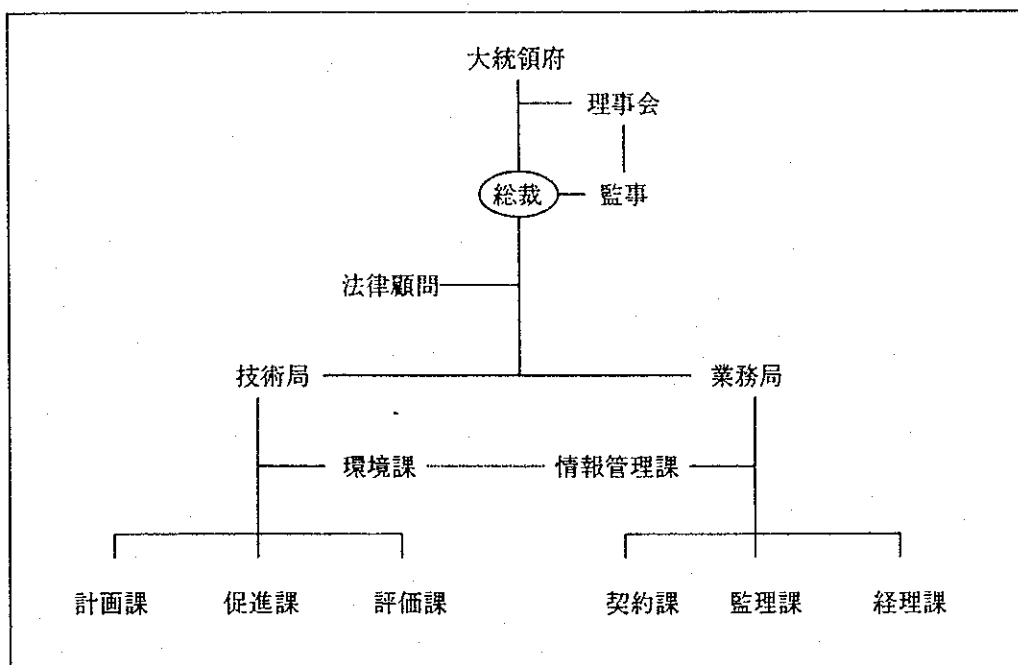 大統領府
理事会
総裁
監事
法律顧問
技術局
業務局
環境課
情報管理課
計画課
促進課
評価課
契約課
監理課
経理課